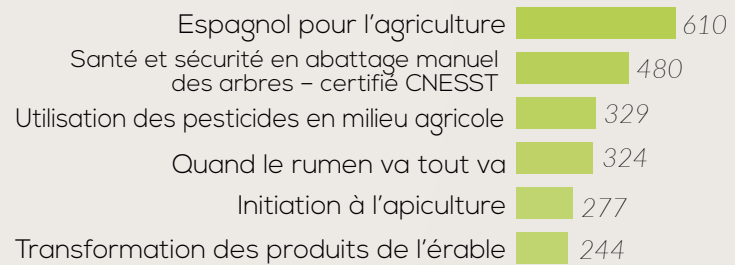 Espagnol pour l’agriculture 610
Santé et sécurité en abattage manuel
des arbres – certifié CNESST 480
Utilisation des pesticides en milieu agricole 329
Quand le rumen va tout va 324
Initiation à l’apiculture 277
Transformation des produits de l’érable 244